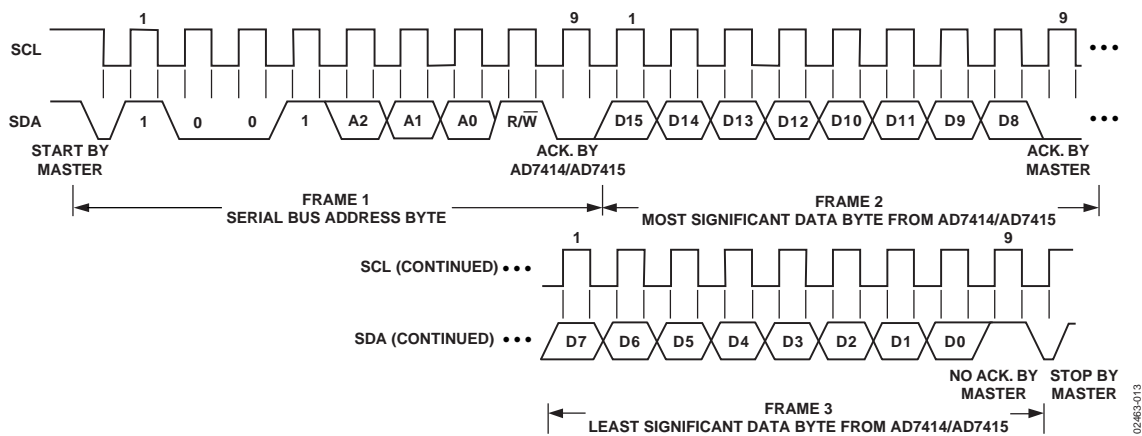 1 9 1 9
SCL •••
SDA 1 0 0 1 A2 A1 A0 R/W̅ D15 D14 D13 D12 D10 D11 D9 D8 •••
START BY MASTER
ACK. BY AD7414/AD7415
ACK. BY MASTER
FRAME 1
SERIAL BUS ADDRESS BYTE
FRAME 2
MOST SIGNIFICANT DATA BYTE FROM AD7414/AD7415
1 9
SCL (CONTINUED) •••
SDA (CONTINUED) ••• D7 D6 D5 D4 D3 D2 D1 D0
NO ACK. BY MASTER
STOP BY MASTER
FRAME 3
LEAST SIGNIFICANT DATA BYTE FROM AD7414/AD7415
02463-013